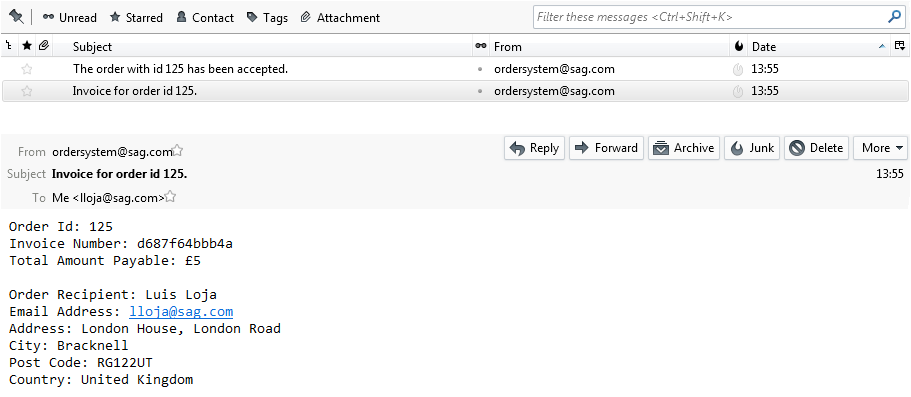 Unread Starred Contact Tags Attachment Filter these messages <Ctrl+Shift+K>
Subject From Date
The order with id 125 has been accepted. ordersystem@sag.com 13:55
Invoice for order id 125. ordersystem@sag.com 13:55
From ordersystem@sag.com Reply Forward Archive Junk Delete More
Subject Invoice for order id 125. 13:55
To Me <lloja@sag.com>
Order Id: 125
Invoice Number: d687f64bbb4a
Total Amount Payable: £5
Order Recipient: Luis Loja
Email Address: lloja@sag.com
Address: London House, London Road
City: Bracknell
Post Code: RG122UT
Country: United Kingdom